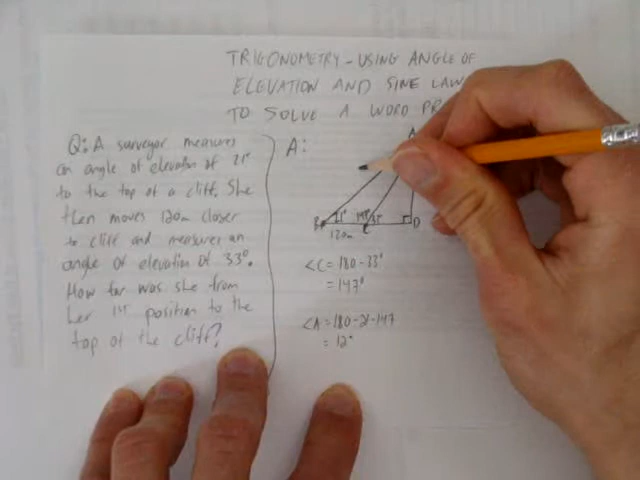 TRIGONOMETRY - USING ANGLE OF
ELEVATION AND SINE LAW
TO SOLVE A WORD PR
Q: A surveyor measures
an angle of elevation of 21°
to the top of a cliff. She
then moves 120m closer
to cliff and measures an
angle of elevation of 33°.
How far was she from
her 1st position to the
top of the cliff?
A:
A
B 21° 147° 33° D
C
120m
<C = 180 - 33°
= 147°
<A = 180 - 21 - 147
= 12°